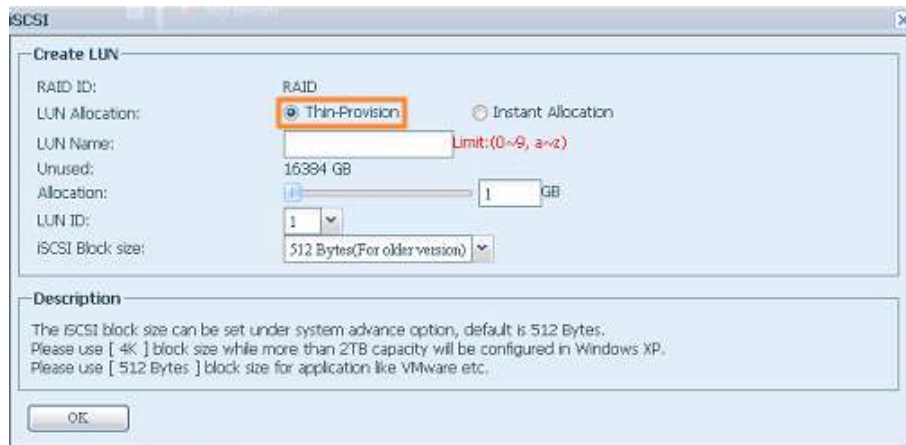 iSCSI
Create LUN
RAID ID: RAID
LUN Allocation: Thin-Provision Instant Allocation
LUN Name: Limit:(0~9, a~z)
Unused: 16384 GB
Allocation: 1 GB
LUN ID: 1
iSCSI Block size: 512 Bytes(For older version)
Description
The iSCSI block size can be set under system advance option, default is 512 Bytes.
Please use [ 4K ] block size while more than 2TB capacity will be configured in Windows XP.
Please use [ 512 Bytes ] block size for application like VMware etc.
OK